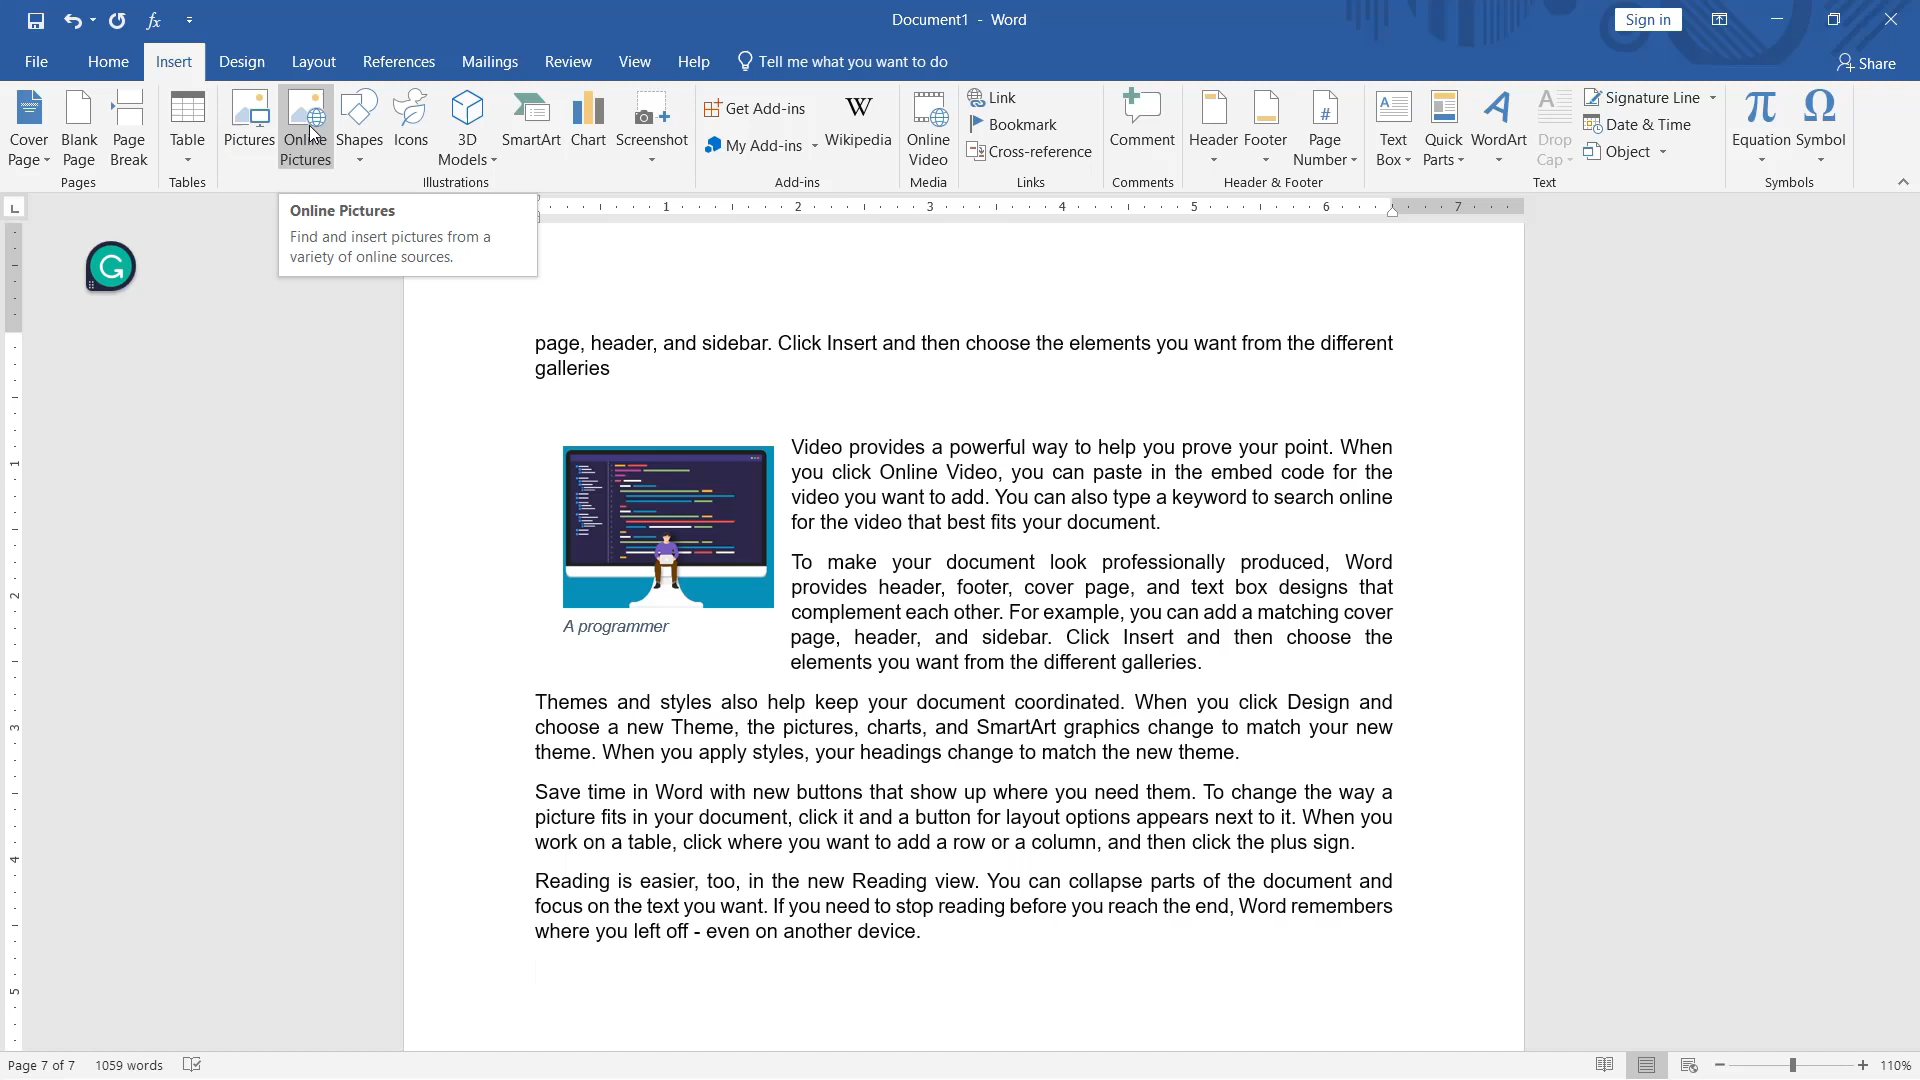 Document1 - Word
Sign in
File Home Insert Design Layout References Mailings Review View Help Tell me what you want to do
Share
Cover Page
Blank Page
Page Break
Pages
Table
Tables
Pictures
Online Pictures
Shapes
Icons
3D Models
SmartArt
Chart
Screenshot
Illustrations
Get Add-ins
My Add-ins
Wikipedia
Add-ins
Online Video
Media
Link
Bookmark
Cross-reference
Links
Comment
Comments
Header
Footer
Page Number
Header & Footer
Text Box
Quick Parts
WordArt
Drop Cap
Signature Line
Date & Time
Object
Text
Equation
Symbol
Symbols
Online Pictures
Find and insert pictures from a
variety of online sources.
1 2 3 4 5 6 7
page, header, and sidebar. Click Insert and then choose the elements you want from the different
galleries
Video provides a powerful way to help you prove your point. When
you click Online Video, you can paste in the embed code for the
video you want to add. You can also type a keyword to search online
for the video that best fits your document.
To make your document look professionally produced, Word
provides header, footer, cover page, and text box designs that
complement each other. For example, you can add a matching cover
page, header, and sidebar. Click Insert and then choose the
elements you want from the different galleries.
A programmer
Themes and styles also help keep your document coordinated. When you click Design and
choose a new Theme, the pictures, charts, and SmartArt graphics change to match your new
theme. When you apply styles, your headings change to match the new theme.
Save time in Word with new buttons that show up where you need them. To change the way a
picture fits in your document, click it and a button for layout options appears next to it. When you
work on a table, click where you want to add a row or a column, and then click the plus sign.
Reading is easier, too, in the new Reading view. You can collapse parts of the document and
focus on the text you want. If you need to stop reading before you reach the end, Word remembers
where you left off - even on another device.
1
2
3
4
5
Page 7 of 7 1059 words
110%